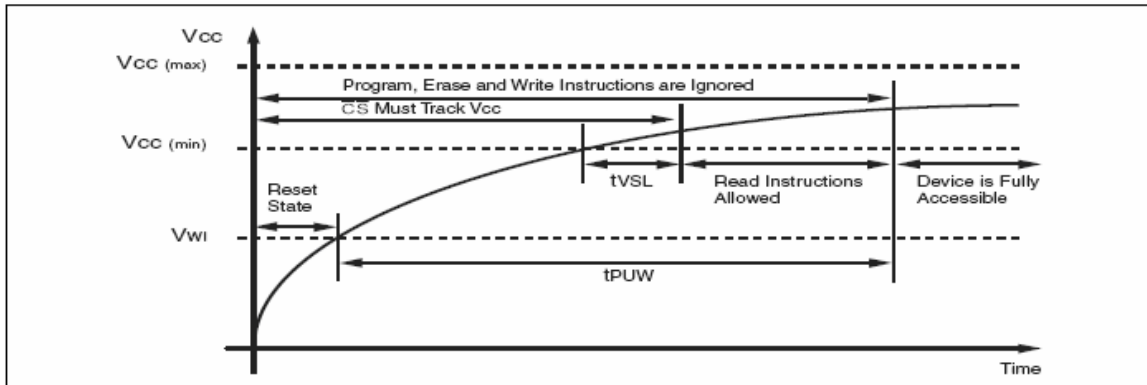 Vcc
Vcc (max)
Program, Erase and Write Instructions are Ignored
CS Must Track Vcc
Vcc (min)
Reset
State
tVSL
Read Instructions
Allowed
Device is Fully
Accessible
VWI
tPUW
Time